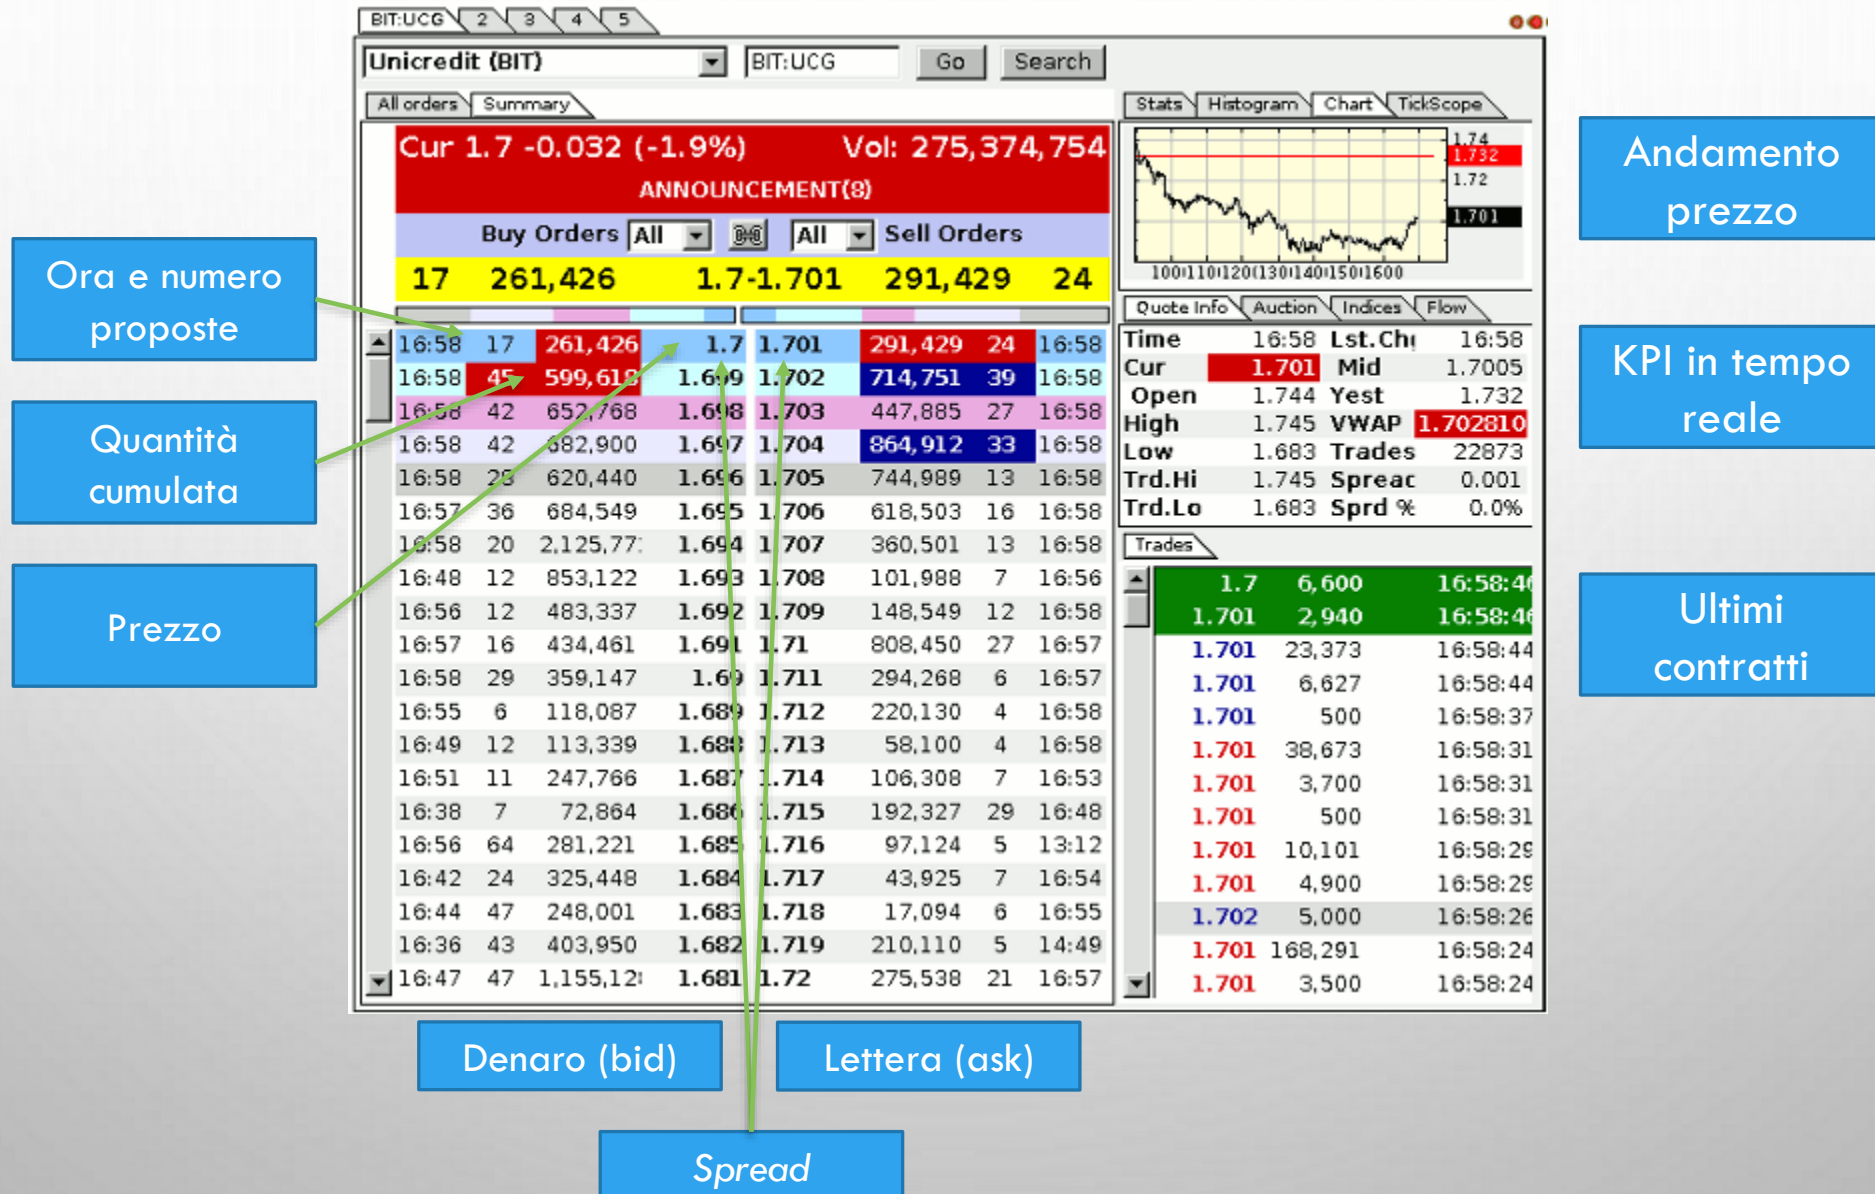 BIT:UCG 2 3 4 5
Unicredit (BIT) BIT:UCG Go Search
All orders Summary
Cur 1.7 -0.032 (-1.9%) Vol: 275,374,754
ANNOUNCEMENT(8)
Buy Orders All All Sell Orders
17 261,426 1.7-1.701 291,429 24
16:58 17 261,426 1.7 1.701 291,429 24 16:58
16:58 45 599,618 1.699 1.702 714,751 39 16:58
16:58 42 652,768 1.698 1.703 447,885 27 16:58
16:58 42 682,900 1.697 1.704 864,912 33 16:58
16:58 620,440 1.696 1.705 744,989 13 16:58
16:57 36 684,549 1.695 1.706 618,503 16 16:58
16:58 20 2,125,77 1.694 1.707 360,501 13 16:58
16:48 12 853,122 1.693 1.708 101,988 7 16:56
16:56 12 483,337 1.692 1.709 148,549 12 16:58
16:57 16 434,461 1.691 1.71 808,450 27 16:57
16:58 29 359,147 1.69 1.711 294,268 6 16:57
16:55 6 118,087 1.689 1.712 220,130 4 16:58
16:49 12 113,339 1.688 1.713 58,100 4 16:58
16:51 11 247,766 1.687 1.714 106,308 7 16:53
16:38 7 72,864 1.686 1.715 192,327 29 16:48
16:56 64 281,221 1.685 1.716 97,124 5 13:12
16:42 24 325,448 1.684 1.717 43,925 7 16:54
16:44 47 248,001 1.683 1.718 17,094 6 16:55
16:36 43 403,950 1.682 1.719 210,110 5 14:49
16:47 47 1,155,12 1.681 1.72 275,538 21 16:57
Stats Histogram Chart TickScope
1.74
1.732
1.72
1.701
Quote Info Auction Indices Flow
Time 16:58 Lst.Chg 16:58
Cur 1.701 Mid 1.7005
Open 1.744 Yest 1.732
High 1.745 VWAP 1.702810
Low 1.683 Trades 22873
Trd.Hi 1.745 Spreac 0.001
Trd.Lo 1.683 Sprd % 0.0%
Trades
1.7 6,600 16:58:46
1.701 2,940 16:58:46
1.701 23,373 16:58:44
1.701 6,627 16:58:44
1.701 500 16:58:37
1.701 38,673 16:58:31
1.701 3,700 16:58:31
1.701 500 16:58:31
1.701 10,101 16:58:29
1.701 4,900 16:58:29
1.702 5,000 16:58:26
1.701 168,291 16:58:24
1.701 3,500 16:58:24
Ora e numero
proposte
Quantità
cumulata
Prezzo
Andamento
prezzo
KPI in tempo
reale
Ultimi
contratti
Denaro (bid)
Lettera (ask)
Spread